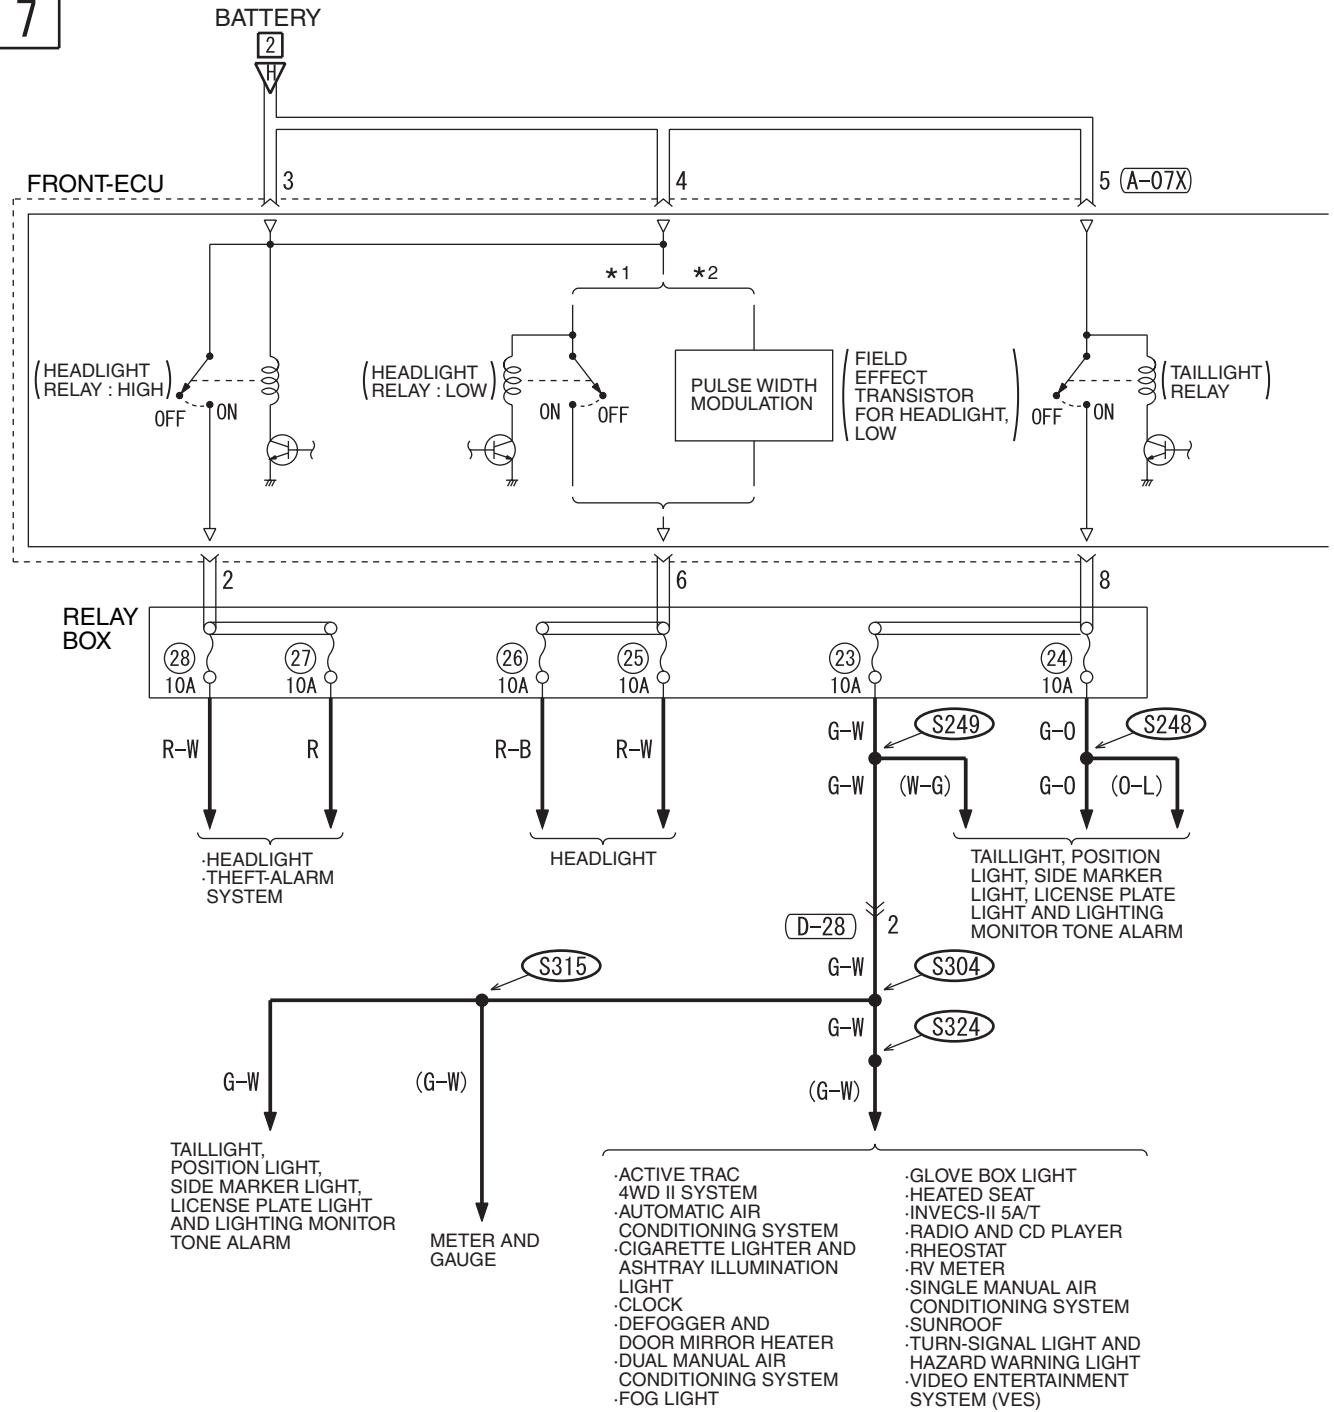 7
BATTERY
2
H
FRONT-ECU
3
4
5 A-07X
*1 *2
HEADLIGHT
RELAY : HIGH
OFF ON
HEADLIGHT
RELAY : LOW
ON OFF
PULSE WIDTH
MODULATION
FIELD
EFFECT
TRANSISTOR
FOR HEADLIGHT,
LOW
OFF ON
TAILLIGHT
RELAY
2
6
8
RELAY
BOX
28
10A
27
10A
26
10A
25
10A
23
10A
24
10A
R-W
R
R-B
R-W
G-W
S249
G-O
S248
G-W
(W-G)
G-O
(O-L)
·HEADLIGHT
·THEFT-ALARM
SYSTEM
HEADLIGHT
TAILLIGHT, POSITION
LIGHT, SIDE MARKER
LIGHT, LICENSE PLATE
LIGHT AND LIGHTING
MONITOR TONE ALARM
D-28
2
S315
G-W
S304
G-W
S324
G-W
(G-W)
(G-W)
TAILLIGHT,
POSITION LIGHT,
SIDE MARKER LIGHT,
LICENSE PLATE LIGHT
AND LIGHTING MONITOR
TONE ALARM
METER AND
GAUGE
·ACTIVE TRAC
4WD II SYSTEM
·AUTOMATIC AIR
CONDITIONING SYSTEM
·CIGARETTE LIGHTER AND
ASHTRAY ILLUMINATION
LIGHT
·CLOCK
·DEFOGGER AND
DOOR MIRROR HEATER
·DUAL MANUAL AIR
CONDITIONING SYSTEM
·FOG LIGHT
·GLOVE BOX LIGHT
·HEATED SEAT
·INVECS-II 5A/T
·RADIO AND CD PLAYER
·RHEOSTAT
·RV METER
·SINGLE MANUAL AIR
CONDITIONING SYSTEM
·SUNROOF
·TURN-SIGNAL LIGHT AND
HAZARD WARNING LIGHT
·VIDEO ENTERTAINMENT
SYSTEM (VES)